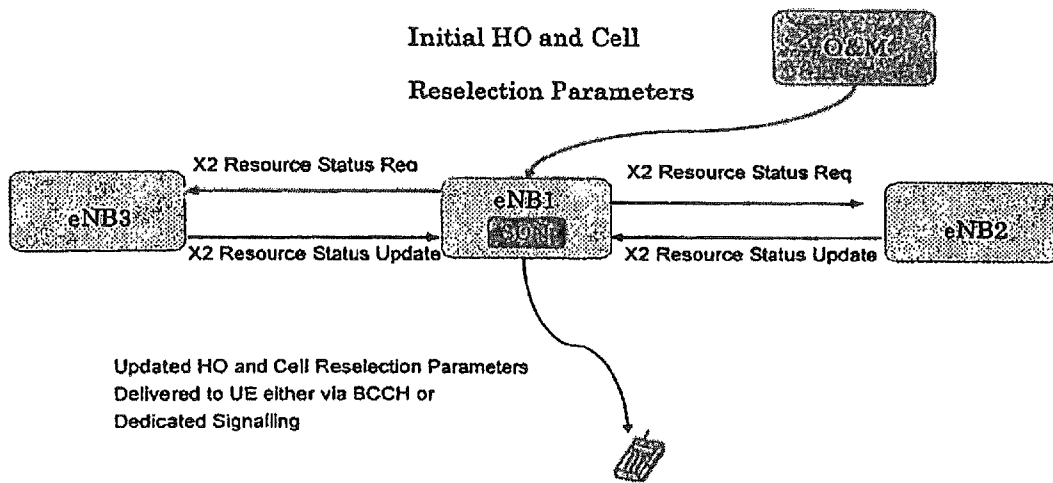 Initial HO and Cell
Reselection Parameters
O&M
X2 Resource Status Req
X2 Resource Status Req
eNB3
eNB1
SON
eNB2
X2 Resource Status Update
X2 Resource Status Update
Updated HO and Cell Reselection Parameters
Delivered to UE either via BCCH or
Dedicated Signalling